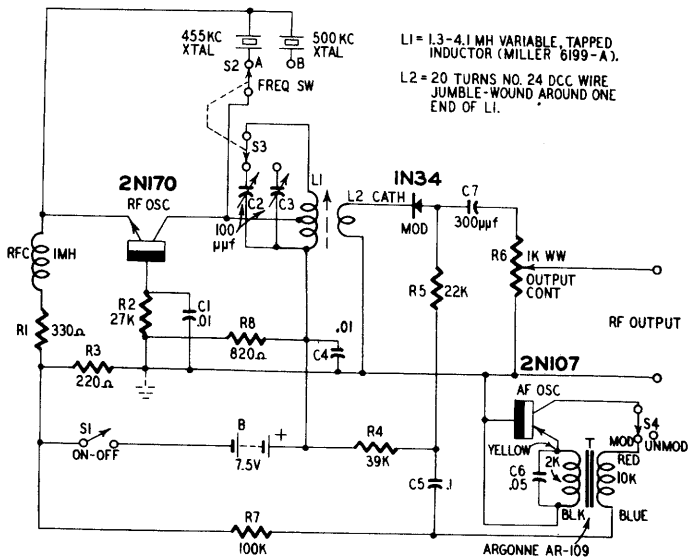 455KC XTAL
500KC XTAL
S2
A
B
FREQ SW
L1 = 1.3-4.1 MH VARIABLE, TAPPED
INDUCTOR (MILLER 6199-A).
L2 = 20 TURNS NO. 24 DCC WIRE
JUMBLE-WOUND AROUND ONE
END OF L1.
S3
2N170
RF OSC
C2
C3
L1
100
µµf
L2
CATH
1N34
MOD
C7
300µµf
RFC
1MH
R6
1K WW
OUTPUT
CONT
R5
22K
R2
27K
C1
.01
R1
330Ω
R8
820Ω
.01
C4
RF OUTPUT
R3
220Ω
2N107
AF OSC
S1
ON-OFF
B
+
7.5V
R4
39K
S4
MOD
UNMOD
YELLOW
2K
T
RED
10K
C6
.05
C5
.1
BLK
BLUE
R7
100K
ARGONNE AR-109